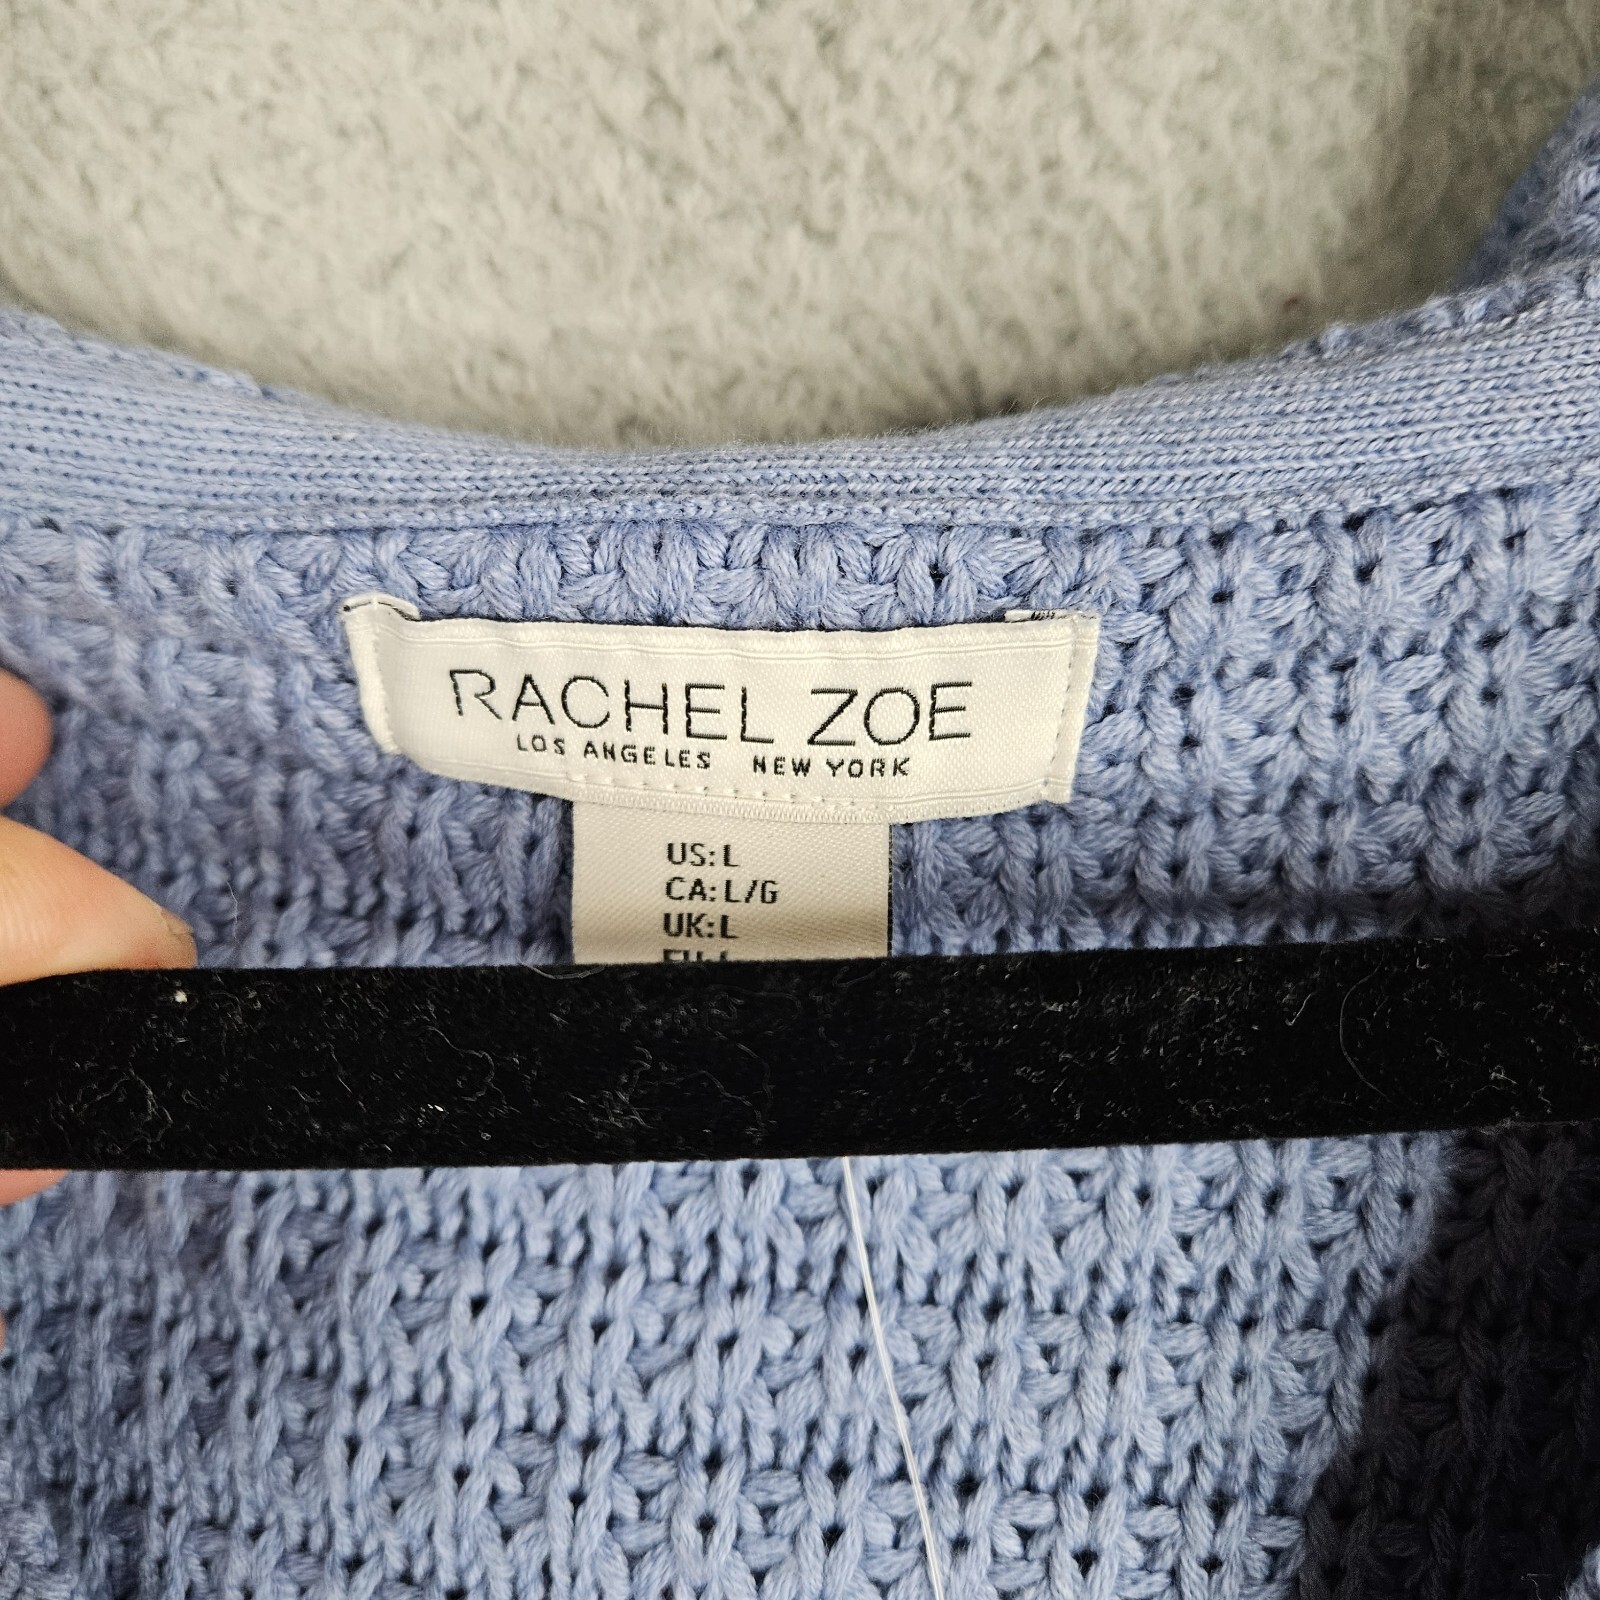 RACHEL ZOE
LOS ANGELES NEW YORK
US: L
CA: L/G
UK: L